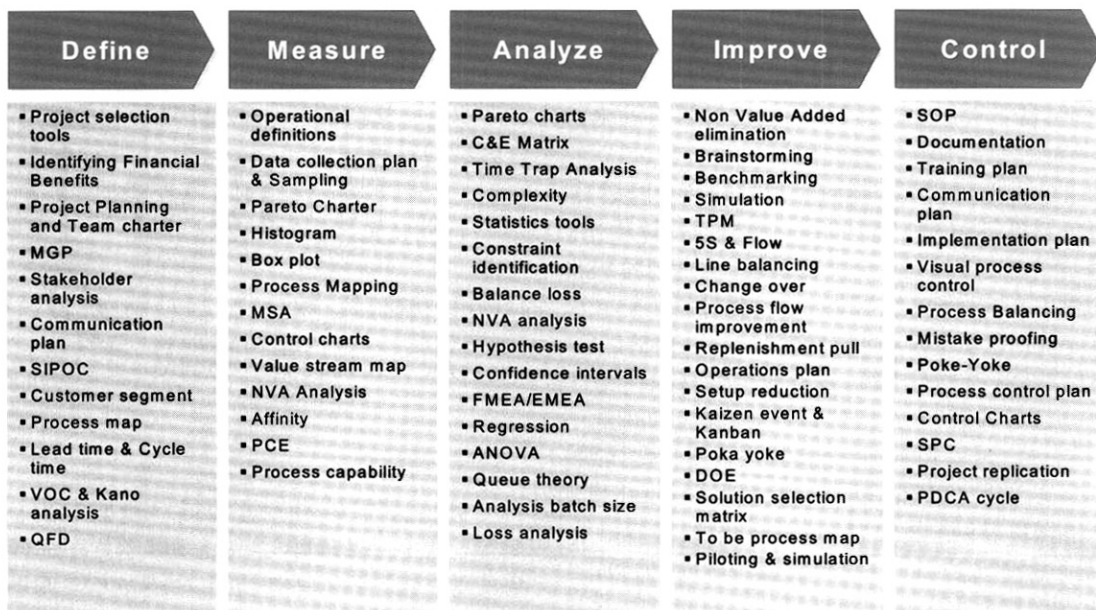 Define
Measure
Analyze
Improve
Control
▪ Project selection
tools
▪ Identifying Financial
Benefits
▪ Project Planning
and Team charter
▪ MGP
▪ Stakeholder
analysis
▪ Communication
plan
▪ SIPOC
▪ Customer segment
▪ Process map
▪ Lead time & Cycle
time
▪ VOC & Kano
analysis
▪ QFD
▪ Operational
definitions
▪ Data collection plan
& Sampling
▪ Pareto Charter
▪ Histogram
▪ Box plot
▪ Process Mapping
▪ MSA
▪ Control charts
▪ Value stream map
▪ NVA Analysis
▪ Affinity
▪ PCE
▪ Process capability
▪ Pareto charts
▪ C&E Matrix
▪ Time Trap Analysis
▪ Complexity
▪ Statistics tools
▪ Constraint
identification
▪ Balance loss
▪ NVA analysis
▪ Hypothesis test
▪ Confidence intervals
▪ FMEA/EMEA
▪ Regression
▪ ANOVA
▪ Queue theory
▪ Analysis batch size
▪ Loss analysis
▪ Non Value Added
elimination
▪ Brainstorming
▪ Benchmarking
▪ Simulation
▪ TPM
▪ 5S & Flow
▪ Line balancing
▪ Change over
▪ Process flow
improvement
▪ Replenishment pull
▪ Operations plan
▪ Setup reduction
▪ Kaizen event &
Kanban
▪ Poka yoke
▪ DOE
▪ Solution selection
matrix
▪ To be process map
▪ Piloting & simulation
▪ SOP
▪ Documentation
▪ Training plan
▪ Communication
plan
▪ Implementation plan
▪ Visual process
control
▪ Process Balancing
▪ Mistake proofing
▪ Poke-Yoke
▪ Process control plan
▪ Control Charts
▪ SPC
▪ Project replication
▪ PDCA cycle